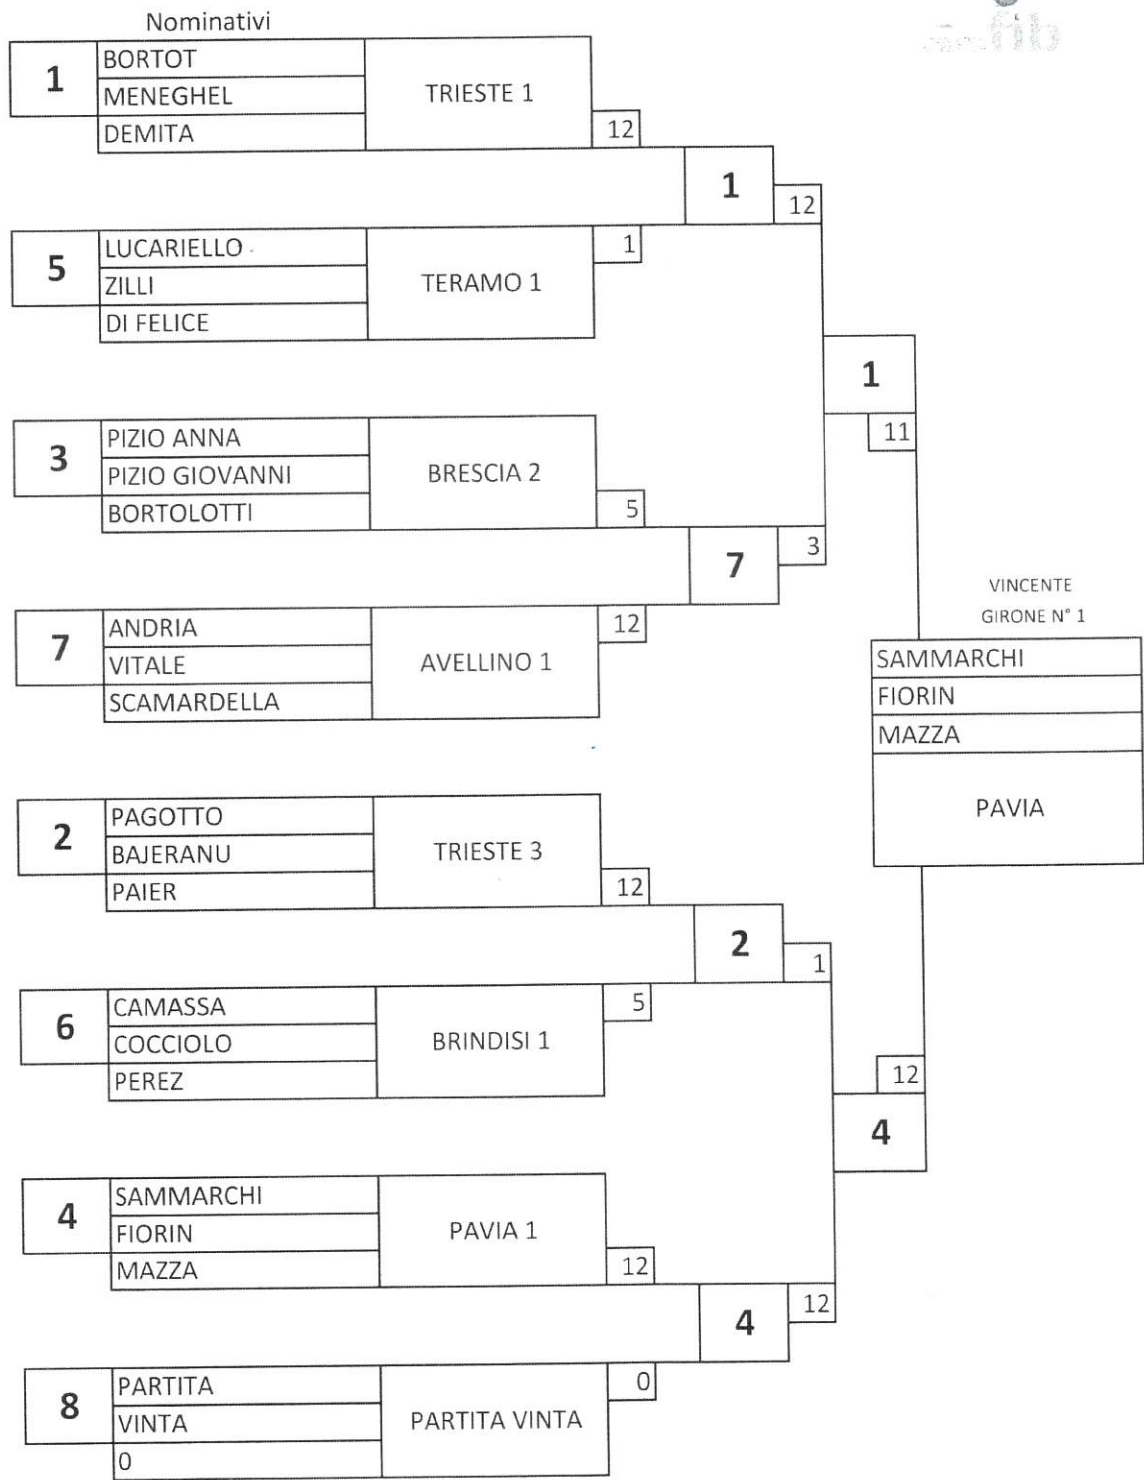 Nominativi
1
BORTOT
MENEGHEL
DEMITA
TRIESTE 1
12
1
12
5
LUCARIELLO
ZILLI
DI FELICE
TERAMO 1
1
1
11
3
PIZIO ANNA
PIZIO GIOVANNI
BORTOLOTTI
BRESCIA 2
5
7
3
7
ANDRIA
VITALE
SCAMARDELLA
AVELLINO 1
12
VINCENTE
GIRONE N° 1
SAMMARCHI
FIORIN
MAZZA
PAVIA
2
PAGOTTO
BAJERANU
PAIER
TRIESTE 3
12
2
1
6
CAMASSA
COCCIOLO
PEREZ
BRINDISI 1
5
12
4
4
SAMMARCHI
FIORIN
MAZZA
PAVIA 1
12
4
12
8
PARTITA
VINTA
0
PARTITA VINTA
0